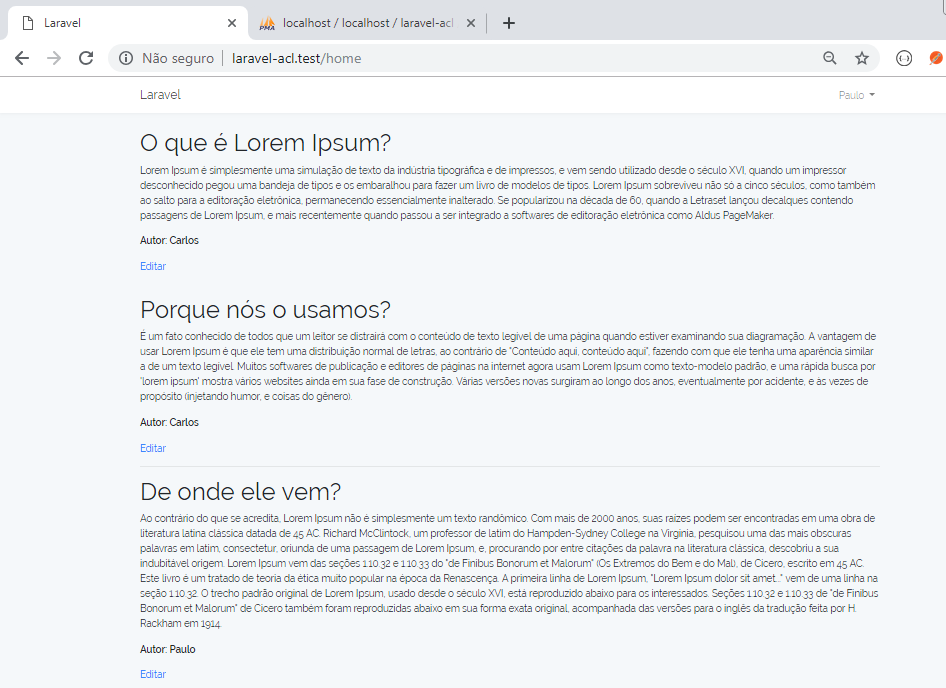 Laravel
PMA
localhost / localhost / laravel-acl
Não seguro
laravel-acl.test/home
Laravel
Paulo
O que é Lorem Ipsum?
Lorem Ipsum é simplesmente uma simulação de texto da indústria tipográfica e de impressos, e vem sendo utilizado desde o século XVI, quando um impressor
desconhecido pegou uma bandeja de tipos e os embaralhou para fazer um livro de modelos de tipos. Lorem Ipsum sobreviveu não só a cinco séculos, como também
ao salto para a editoração eletrônica, permanecendo essencialmente inalterado. Se popularizou na década de 60, quando a Letraset lançou decalques contendo
passagens de Lorem Ipsum, e mais recentemente quando passou a ser integrado a softwares de editoração eletrônica como Aldus PageMaker.
Autor: Carlos
Editar
Porque nós o usamos?
É um fato conhecido de todos que um leitor se distrairá com o conteúdo de texto legível de uma página quando estiver examinando sua diagramação. A vantagem de
usar Lorem Ipsum é que ele tem uma distribuição normal de letras, ao contrário de "Conteúdo aqui, conteúdo aqui", fazendo com que ele tenha uma aparência similar
a de um texto legível. Muitos softwares de publicação e editores de páginas na internet agora usam Lorem Ipsum como texto-modelo padrão, e uma rápida busca por
'lorem ipsum' mostra vários websites ainda em sua fase de construção. Várias versões novas surgiram ao longo dos anos, eventualmente por acidente, e às vezes de
propósito (injetando humor, e coisas do gênero).
Autor: Carlos
Editar
De onde ele vem?
Ao contrário do que se acredita, Lorem Ipsum não é simplesmente um texto randômico. Com mais de 2000 anos, suas raízes podem ser encontradas em uma obra de
literatura latina clássica datada de 45 AC. Richard McClintock, um professor de latim do Hampden-Sydney College na Virginia, pesquisou uma das mais obscuras
palavras em latim, consectetur, oriunda de uma passagem de Lorem Ipsum, e, procurando por entre citações da palavra na literatura clássica, descobriu a sua
indubitável origem. Lorem Ipsum vem das seções 1.10.32 e 1.10.33 do "de Finibus Bonorum et Malorum" (Os Extremos do Bem e do Mal), de Cícero, escrito em 45 AC.
Este livro é um tratado de teoria da ética muito popular na época da Renascença. A primeira linha de Lorem Ipsum, "Lorem Ipsum dolor sit amet..." vem de uma linha na
seção 1.10.32. O trecho padrão original de Lorem Ipsum, usado desde o século XVI, está reproduzido abaixo para os interessados. Seções 1.10.32 e 1.10.33 de "de Finibus
Bonorum et Malorum" de Cicero também foram reproduzidas abaixo em sua forma exata original, acompanhada das versões para o inglês da tradução feita por H.
Rackham em 1914.
Autor: Paulo
Editar